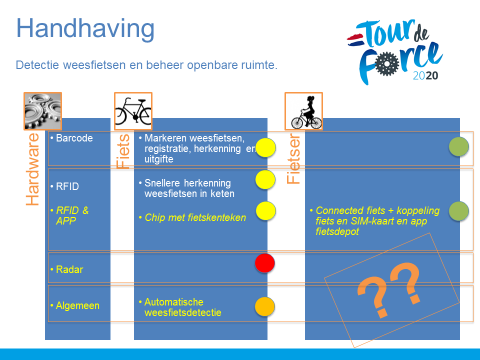 Handhaving
Tour de
Force
2020
Detectie weesfietsen en beheer openbare ruimte.
Hardware
Fiets
Fietser
• Barcode
• Markeren weesfietsen,
registratie, herkenning en
uitgifte
• RFID
• Snellere herkenning
weesfietsen in keten
• RFID &
APP
• Chip met fietskenteken
• Connected fiets + koppeling
fiets en SIM-kaart en app
fietsdepot
• Radar
• Algemeen
• Automatische
weesfietsdetectie
??